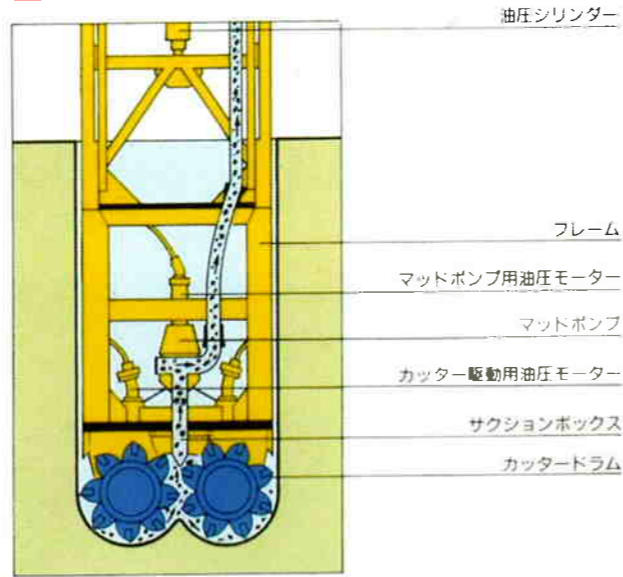 油圧シリンダー
フレーム
マッドポンプ用油圧モーター
マッドポンプ
カッター駆動用油圧モーター
サクションボックス
カッタードラム